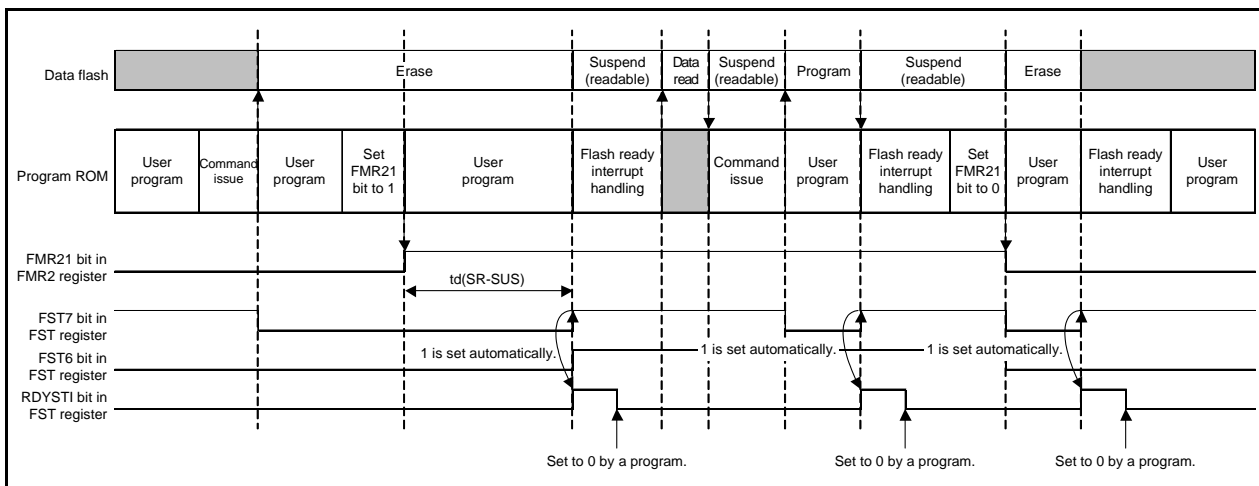 Data flash
Erase
Suspend
(readable)
Data
read
Suspend
(readable)
Program
Suspend
(readable)
Erase
Program ROM
User
program
Command
issue
User
program
Set
FMR21
bit to 1
User
program
Flash ready
interrupt
handling
Command
issue
User
program
Flash ready
interrupt
handling
Set
FMR21
bit to 0
User
program
Flash ready
interrupt
handling
User
program
FMR21 bit in
FMR2 register
td(SR-SUS)
FST7 bit in
FST register
1 is set automatically.
1 is set automatically.
1 is set automatically.
FST6 bit in
FST register
RDYSTI bit in
FST register
Set to 0 by a program.
Set to 0 by a program.
Set to 0 by a program.